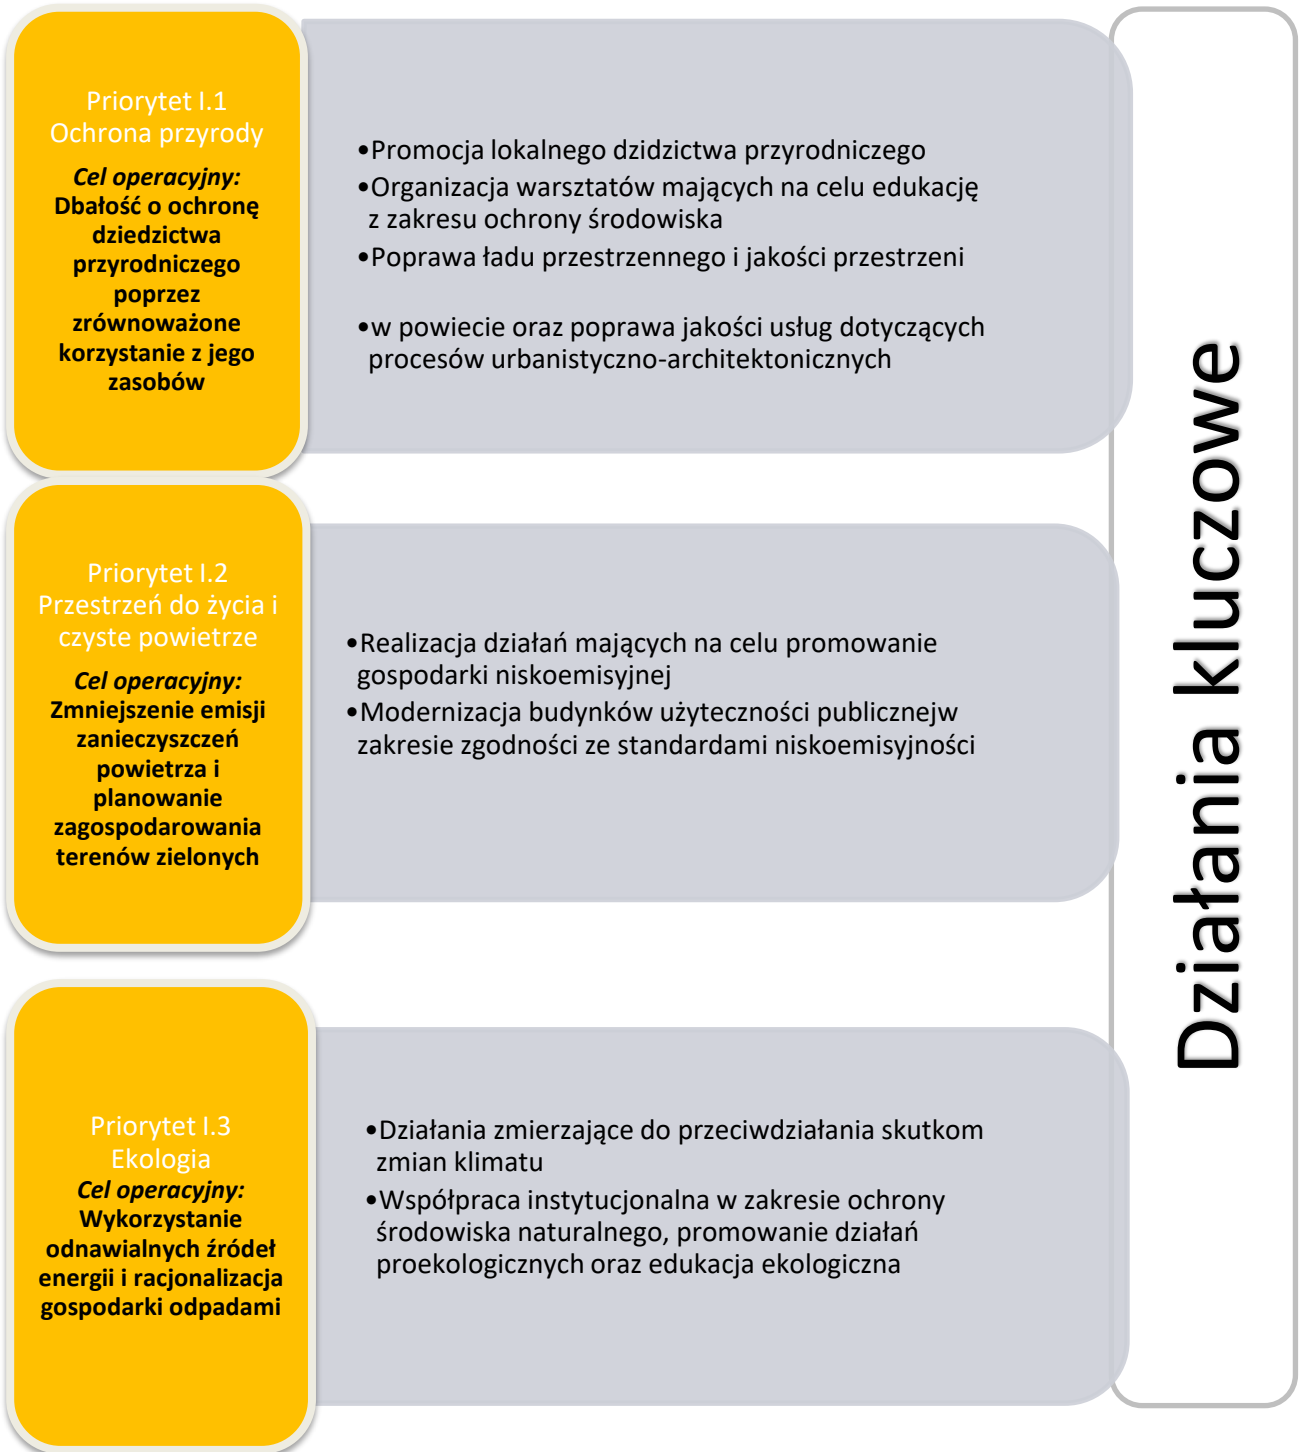 Priorytet I.1
Ochrona przyrody
Cel operacyjny:
Dbałość o ochronę
dziedzictwa
przyrodniczego
poprzez
zrównoważone
korzystanie z jego
zasobów
•Promocja lokalnego dzidzictwa przyrodniczego
•Organizacja warsztatów mających na celu edukację
z zakresu ochrony środowiska
•Poprawa ładu przestrzennego i jakości przestrzeni
•w powiecie oraz poprawa jakości usług dotyczących
procesów urbanistyczno-architektonicznych
Priorytet I.2
Przestrzeń do życia i
czyste powietrze
Cel operacyjny:
Zmniejszenie emisji
zanieczyszczeń
powietrza i
planowanie
zagospodarowania
terenów zielonych
•Realizacja działań mających na celu promowanie
gospodarki niskoemisyjnej
•Modernizacja budynków użyteczności publicznejw
zakresie zgodności ze standardami niskoemisyjności
Priorytet I.3
Ekologia
Cel operacyjny:
Wykorzystanie
odnawialnych źródeł
energii i racjonalizacja
gospodarki odpadami
•Działania zmierzające do przeciwdziałania skutkom
zmian klimatu
•Współpraca instytucjonalna w zakresie ochrony
środowiska naturalnego, promowanie działań
proekologicznych oraz edukacja ekologiczna
Działania kluczowe